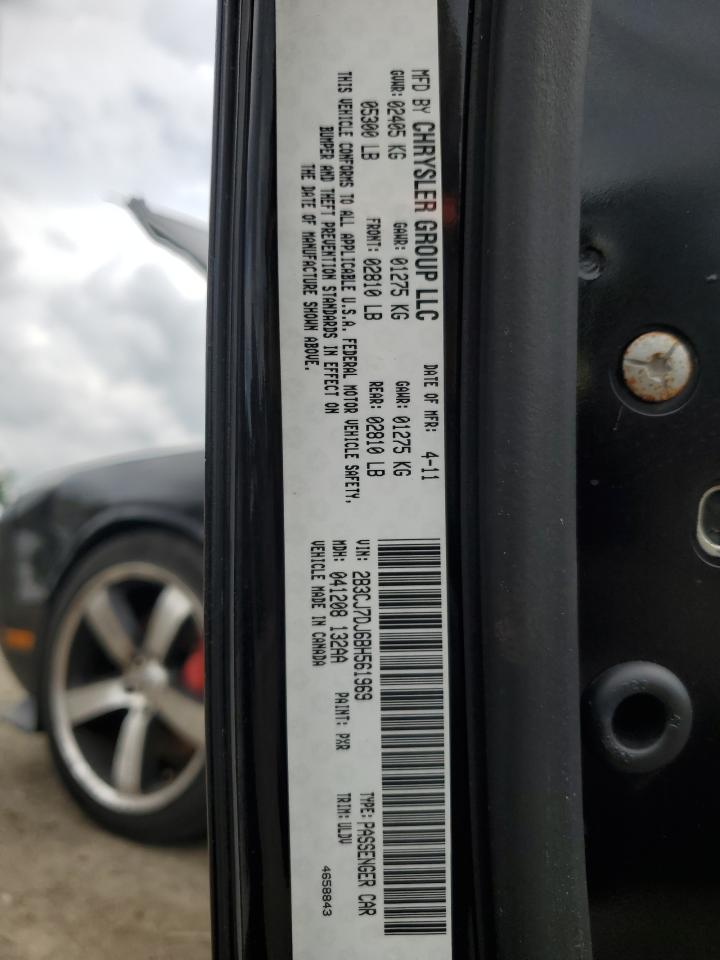 MFD BY CHRYSLER GROUP LLC DATE OF MFR: 4-11
GVWR: 02405 KG GAWR: 01275 KG GAWR: 01275 KG
05300 LB FRONT: 02810 LB REAR: 02810 LB
THIS VEHICLE CONFORMS TO ALL APPLICABLE U.S.A. FEDERAL MOTOR VEHICLE SAFETY,
BUMPER AND THEFT PREVENTION STANDARDS IN EFFECT ON
THE DATE OF MANUFACTURE SHOWN ABOVE.
VIN: 2B3CJ7DJ6BH561969 TYPE: PASSENGER CAR
MDH: 041208 132AA PAINT: PXR TRIM: ULDV
VEHICLE MADE IN CANADA 4658843